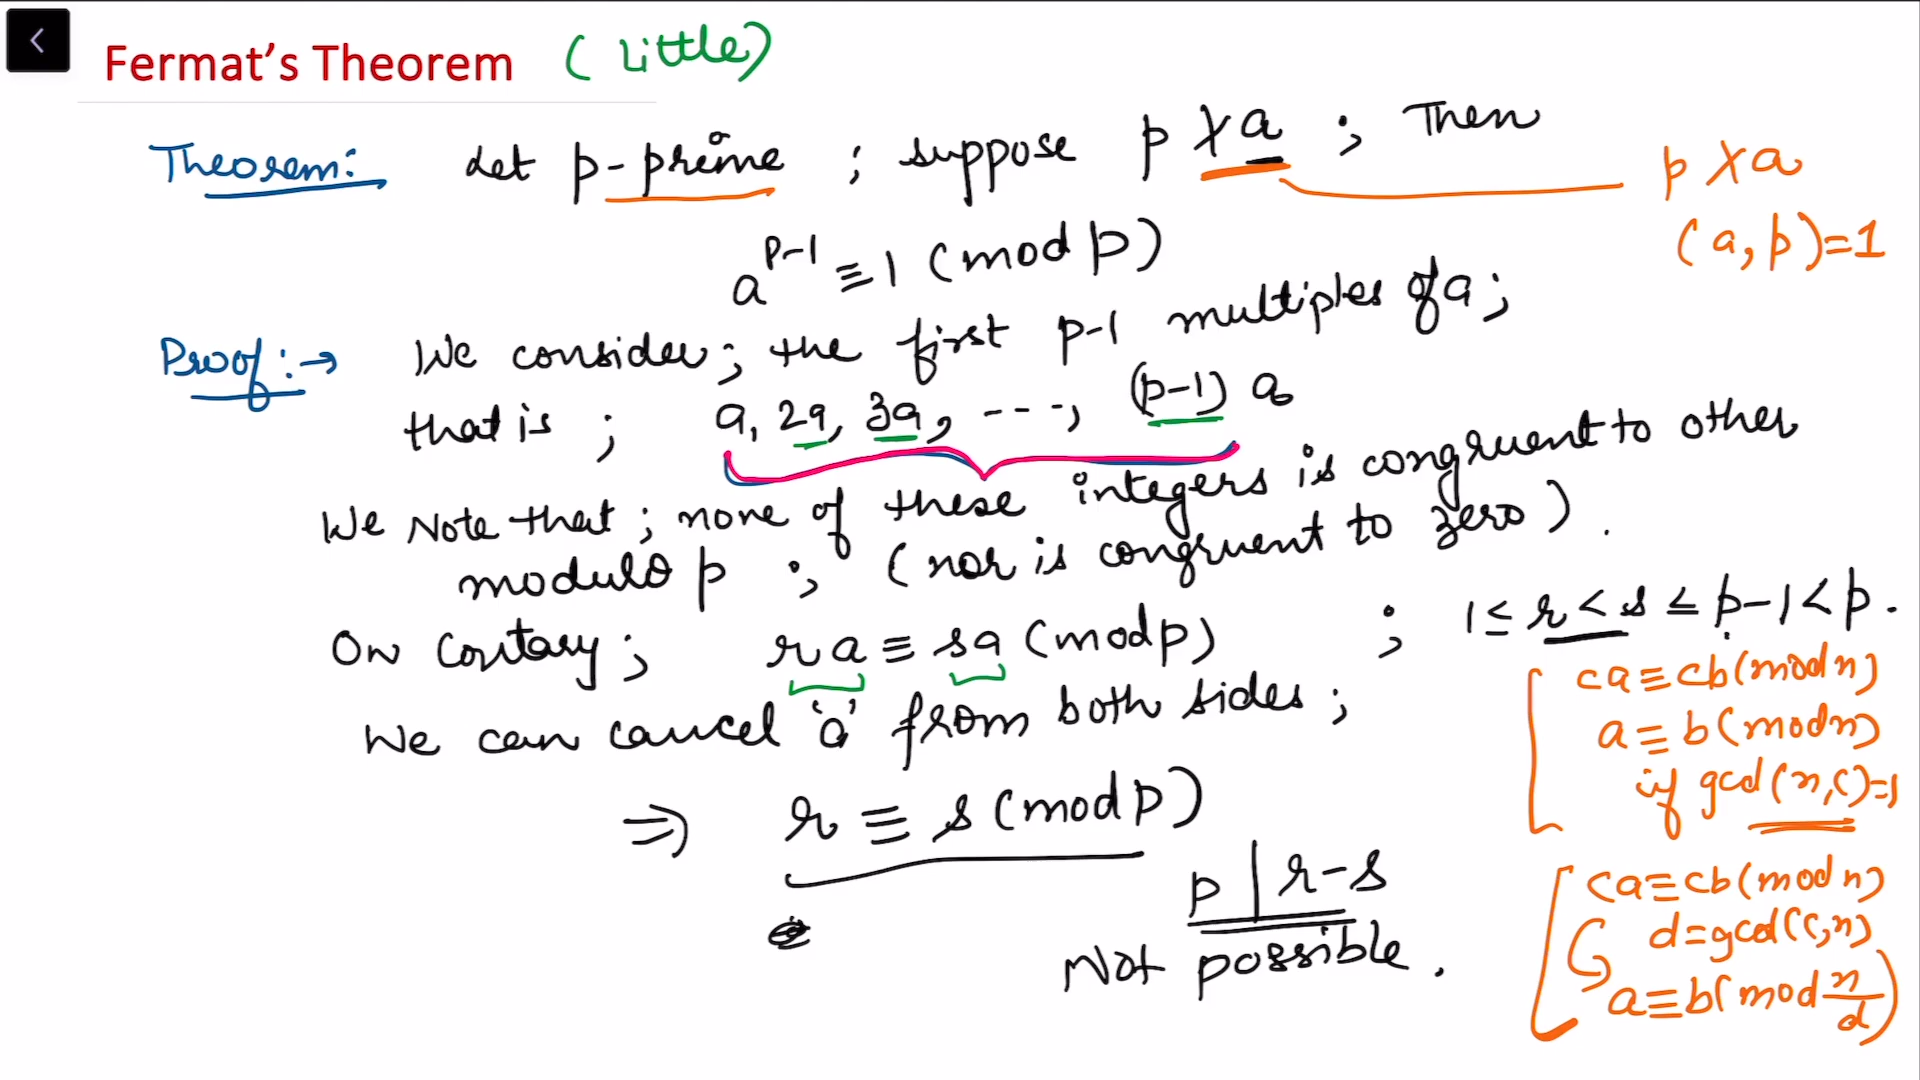 Fermat's Theorem (Little)
Theorem: Let p-prime ; suppose p ∤ a ; Then
p ∤ a
(a, p)=1
a^{p-1} ≡ 1 (mod p)
Proof :→ We consider ; the first p-1 multiples of a ;
that is ; a, 2a, 3a, ----, (p-1) a.
We Note that ; none of these integers is congruent to other
modulo p ; (nor is congruent to zero) .
On Contary ; ra ≡ sa (mod p) ; 1 ≤ r < s ≤ p-1 < p.
We can cancel 'a' from both sides ;
⇒ r ≡ s (mod p)
p | r-s
Not possible .
ca ≡ cb (mod n)
a ≡ b (mod n)
if gcd (n,c)=1
ca ≡ cb (mod n)
d=gcd(c,n)
a ≡ b (mod n/d)